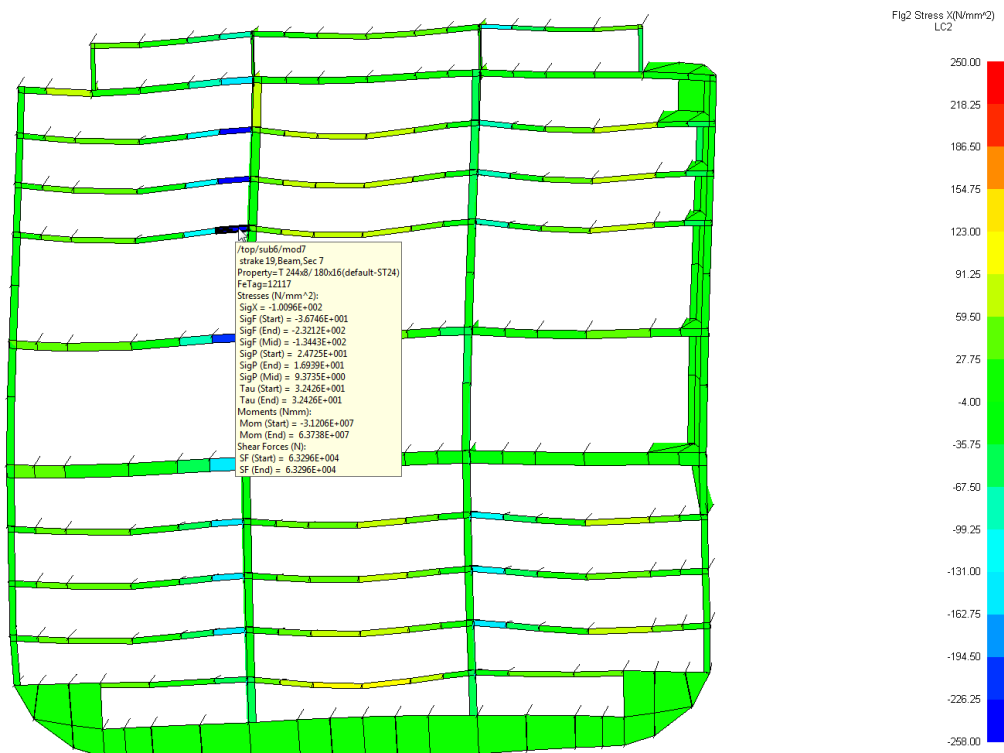 Flg2 Stress X(N/mm^2)
LC2
250.00
218.25
186.50
154.75
123.00
91.25
59.50
27.75
-4.00
-35.75
-67.50
-99.25
-131.00
-162.75
-194.50
-226.25
-258.00
/top/sub6/mod7
strake 19,Beam,Sec 7
Property=T 244x8/ 180x16(default-ST24)
FeTag=12117
Stresses (N/mm^2):
SigX = -1.0096E+002
SigF (Start) = -3.6746E+001
SigF (End) = -2.3212E+002
SigF (Mid) = -1.3443E+002
SigP (Start) = 2.4725E+001
SigP (End) = 1.6939E+001
SigP (Mid) = 9.3735E+000
Tau (Start) = 3.2426E+001
Tau (End) = 3.2426E+001
Moments (Nmm):
Mom (Start) = -3.1206E+007
Mom (End) = 6.3738E+007
Shear Forces (N):
SF (Start) = 6.3296E+004
SF (End) = 6.3296E+004